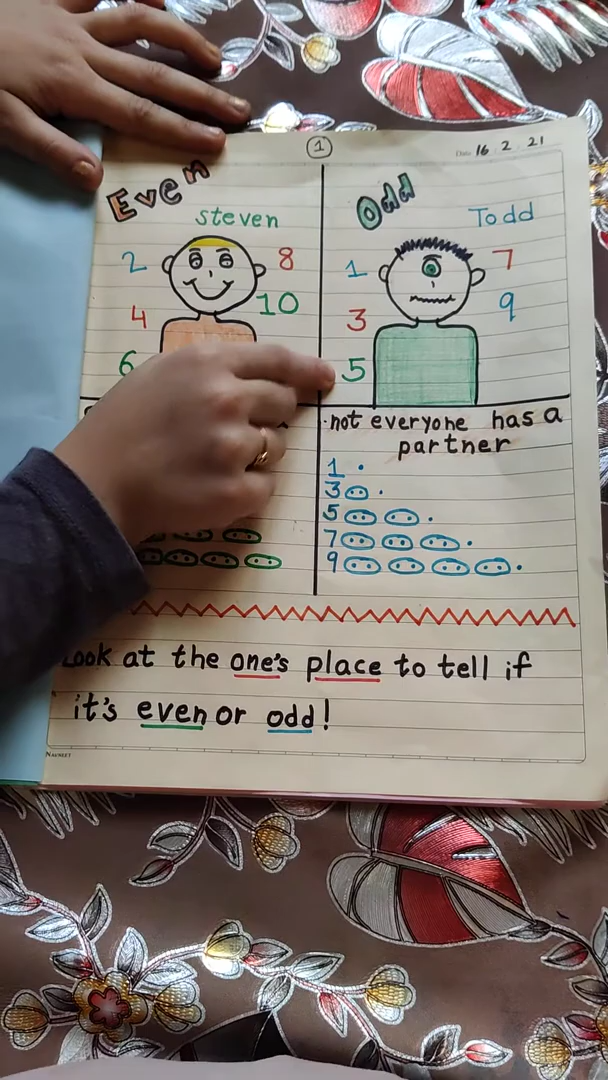 1
Date 16 . 2 . 21
Even
Odd
steven
Todd
2
8
4
10
6
1
7
3
9
5
not everyone has a
partner
1
3
5
7
9
Look at the one's place to tell if
it's even or odd!
NAVNEET